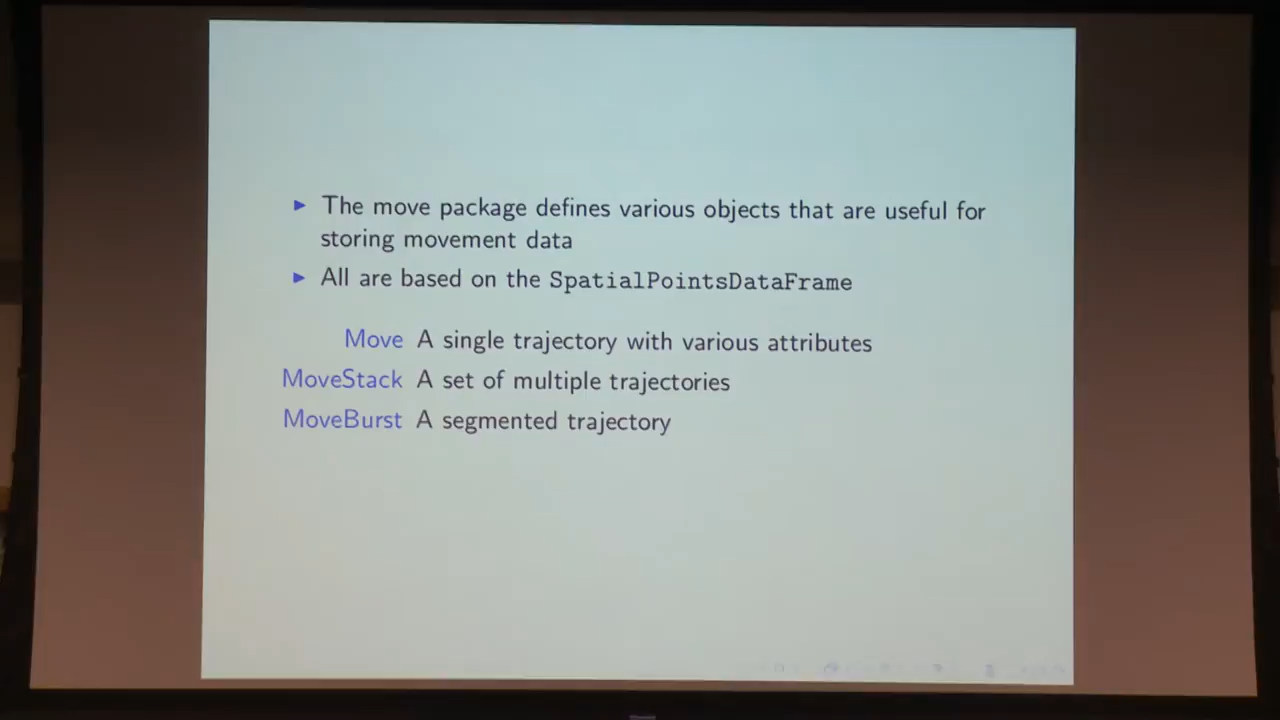 The move package defines various objects that are useful for
storing movement data
All are based on the SpatialPointsDataFrame
Move A single trajectory with various attributes
MoveStack A set of multiple trajectories
MoveBurst A segmented trajectory